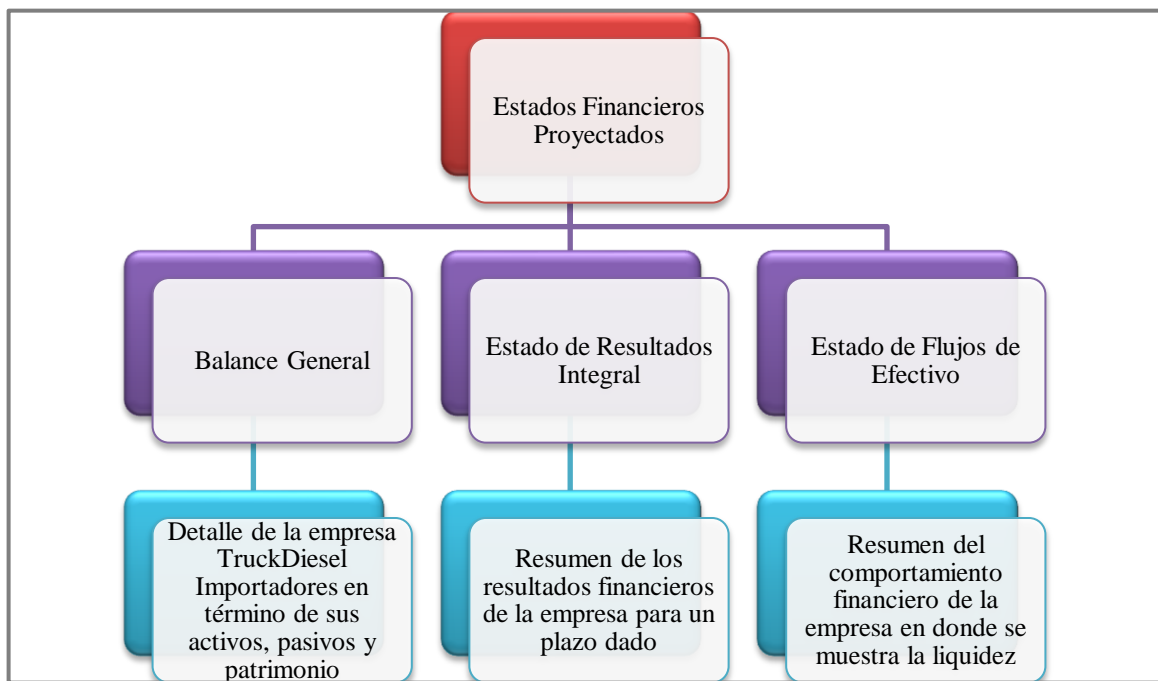 Estados Financieros
Proyectados
Balance General
Estado de Resultados
Integral
Estado de Flujos de
Efectivo
Detalle de la empresa
TruckDiesel
Importadores en
término de sus
activos, pasivos y
patrimonio
Resumen de los
resultados financieros
de la empresa para un
plazo dado
Resumen del
comportamiento
financiero de la
empresa en donde se
muestra la liquidez